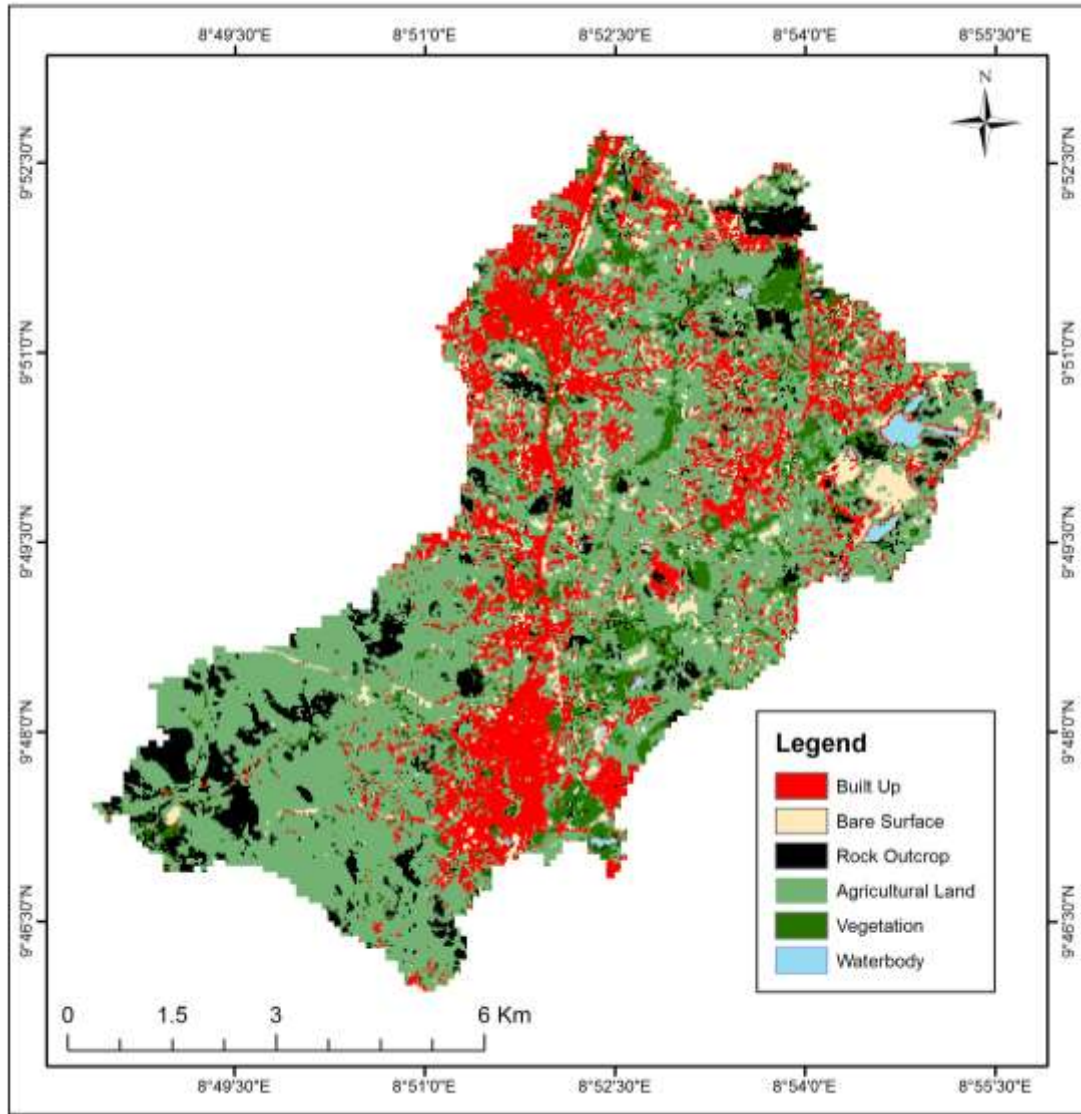 8°49'30"E 8°51'0"E 8°52'30"E 8°54'0"E 8°55'30"E
N
9°52'30"N 9°52'30"N
9°51'0"N 9°51'0"N
9°49'30"N 9°49'30"N
9°48'0"N 9°48'0"N
9°46'30"N 9°46'30"N
Legend
Built Up
Bare Surface
Rock Outcrop
Agricultural Land
Vegetation
Waterbody
0 1.5 3 6 Km
8°49'30"E 8°51'0"E 8°52'30"E 8°54'0"E 8°55'30"E